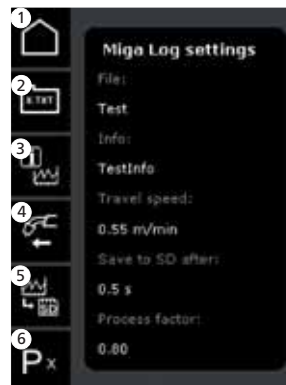 1
Miga Log settings
File:
2
X.TXT
Test
Info:
3
TestInfo
Travel speed:
4
0.55 m/min
Save to SD after:
5
SD
0.5 s
Process factor:
6
Px
0.80